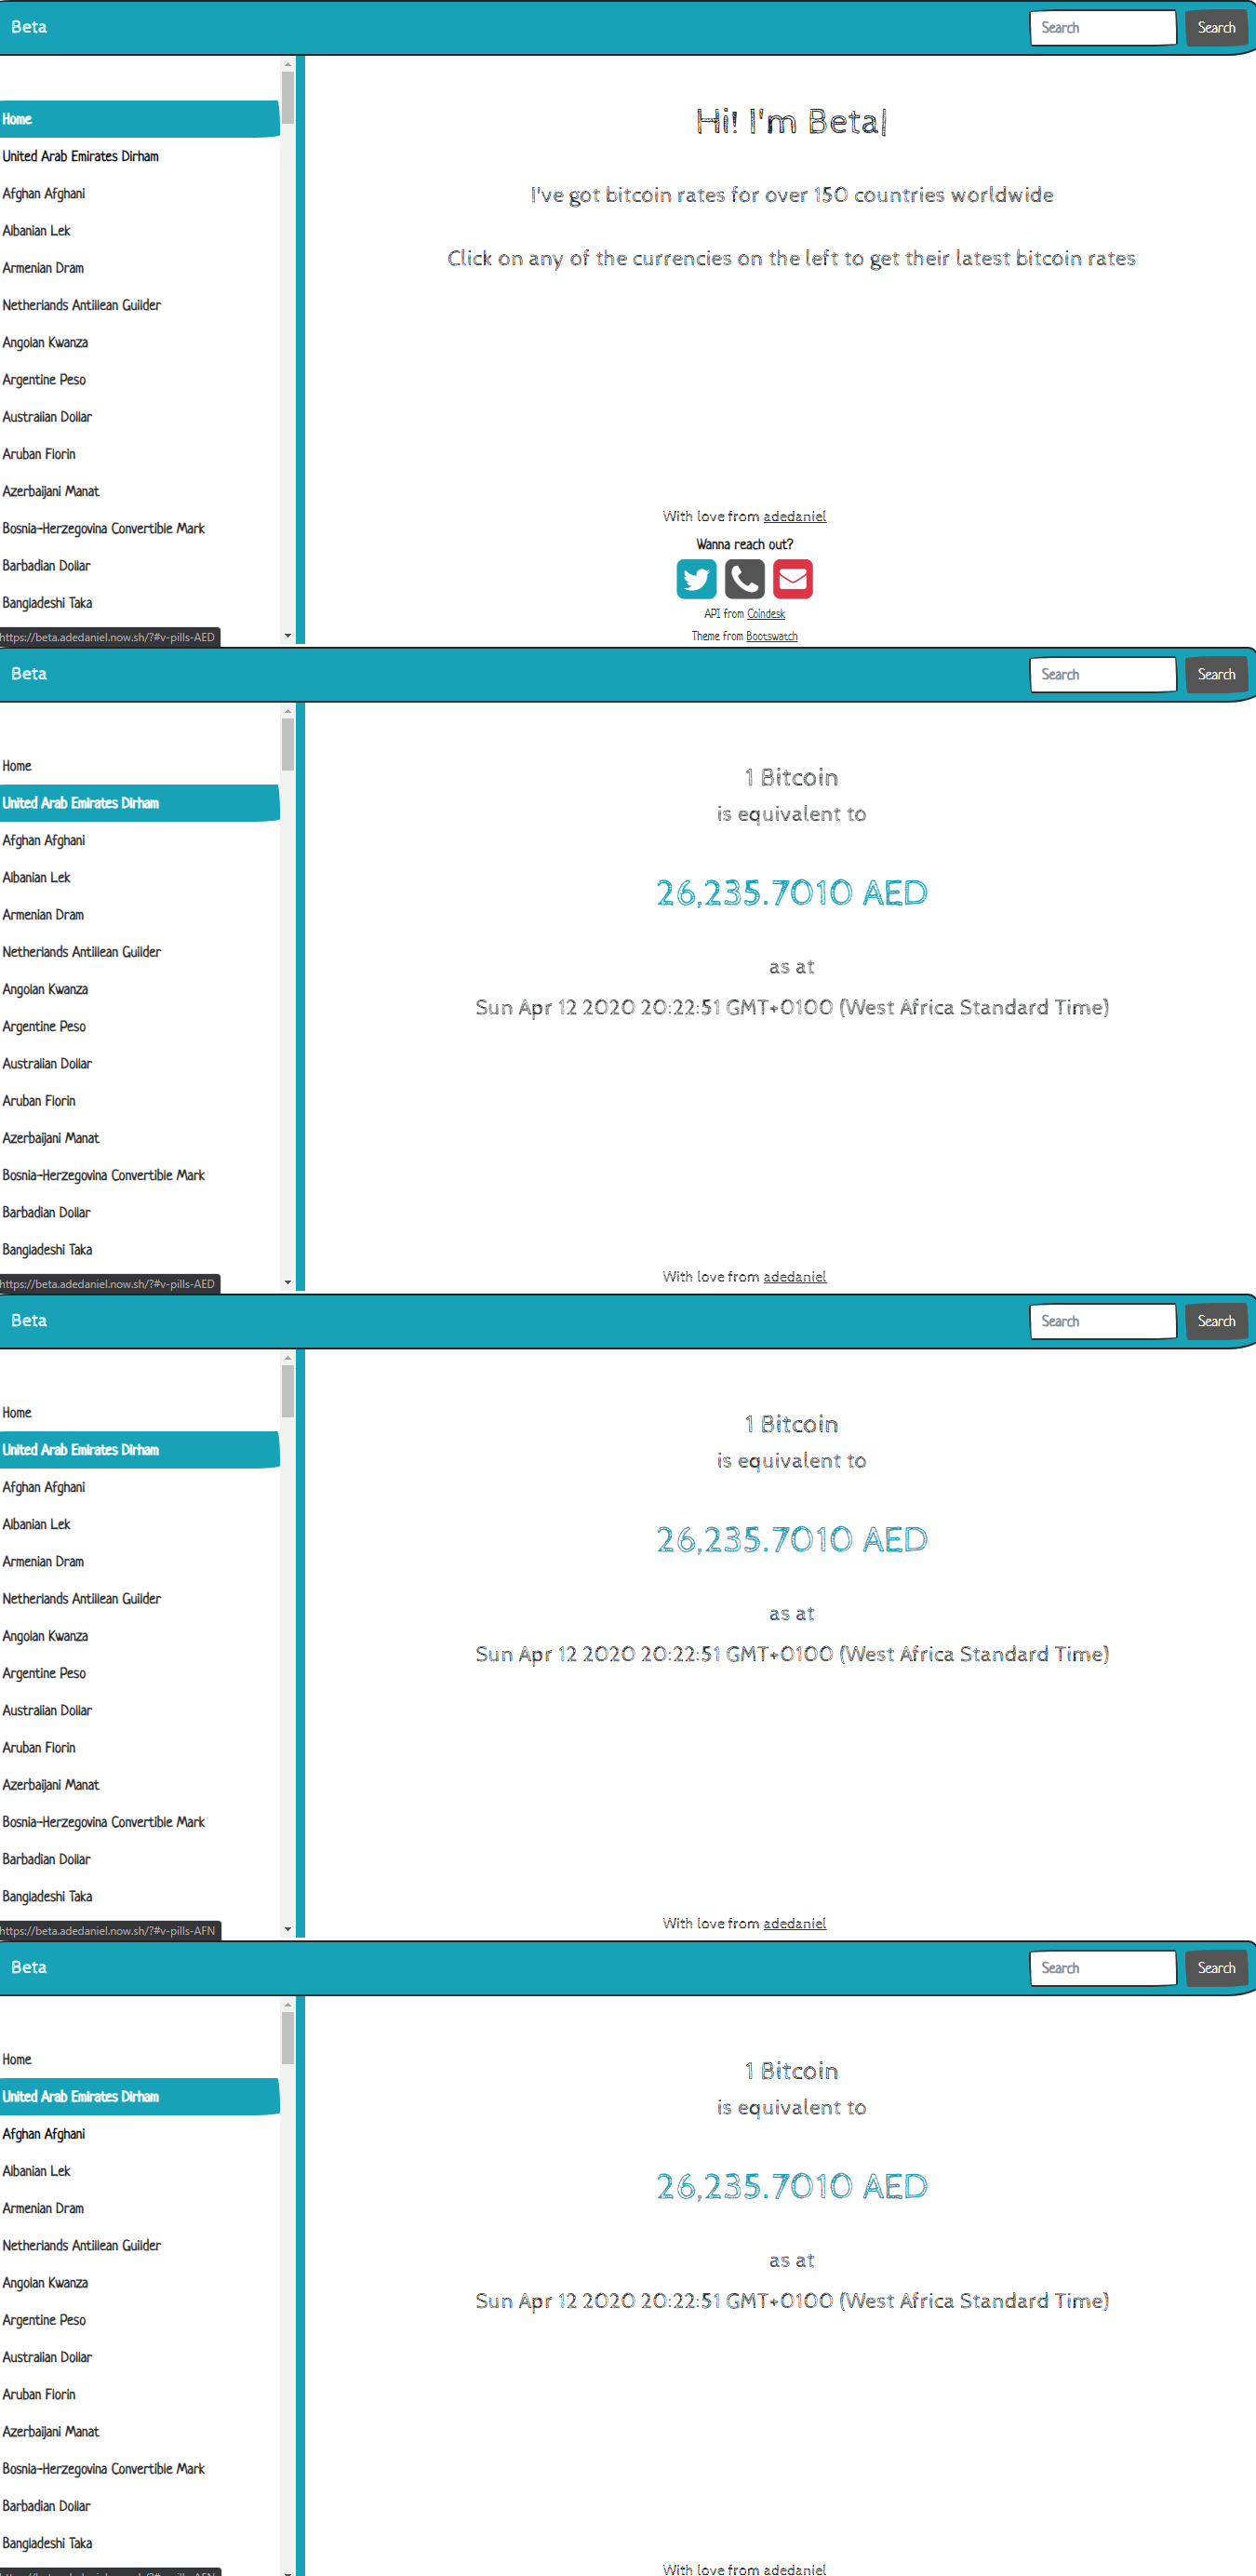 Beta
Search
Search
Home
United Arab Emirates Dirham
Afghan Afghani
Albanian Lek
Armenian Dram
Netherlands Antillean Guilder
Angolan Kwanza
Argentine Peso
Australian Dollar
Aruban Florin
Azerbaijani Manat
Bosnia-Herzegovina Convertible Mark
Barbadian Dollar
Bangladeshi Taka
https://beta.adedaniel.now.sh/?#v-pills-AED
Hi! I'm Beta|
I've got bitcoin rates for over 150 countries worldwide
Click on any of the currencies on the left to get their latest bitcoin rates
With love from adedaniel
Wanna reach out?
API from Coindesk
Theme from Bootswatch
Beta
Search
Search
Home
United Arab Emirates Dirham
Afghan Afghani
Albanian Lek
Armenian Dram
Netherlands Antillean Guilder
Angolan Kwanza
Argentine Peso
Australian Dollar
Aruban Florin
Azerbaijani Manat
Bosnia-Herzegovina Convertible Mark
Barbadian Dollar
Bangladeshi Taka
https://beta.adedaniel.now.sh/?#v-pills-AED
1 Bitcoin
is equivalent to
26,235.7010 AED
as at
Sun Apr 12 2020 20:22:51 GMT+0100 (West Africa Standard Time)
With love from adedaniel
Beta
Search
Search
Home
United Arab Emirates Dirham
Afghan Afghani
Albanian Lek
Armenian Dram
Netherlands Antillean Guilder
Angolan Kwanza
Argentine Peso
Australian Dollar
Aruban Florin
Azerbaijani Manat
Bosnia-Herzegovina Convertible Mark
Barbadian Dollar
Bangladeshi Taka
https://beta.adedaniel.now.sh/?#v-pills-AFN
1 Bitcoin
is equivalent to
26,235.7010 AED
as at
Sun Apr 12 2020 20:22:51 GMT+0100 (West Africa Standard Time)
With love from adedaniel
Beta
Search
Search
Home
United Arab Emirates Dirham
Afghan Afghani
Albanian Lek
Armenian Dram
Netherlands Antillean Guilder
Angolan Kwanza
Argentine Peso
Australian Dollar
Aruban Florin
Azerbaijani Manat
Bosnia-Herzegovina Convertible Mark
Barbadian Dollar
Bangladeshi Taka
1 Bitcoin
is equivalent to
26,235.7010 AED
as at
Sun Apr 12 2020 20:22:51 GMT+0100 (West Africa Standard Time)
With love from adedaniel